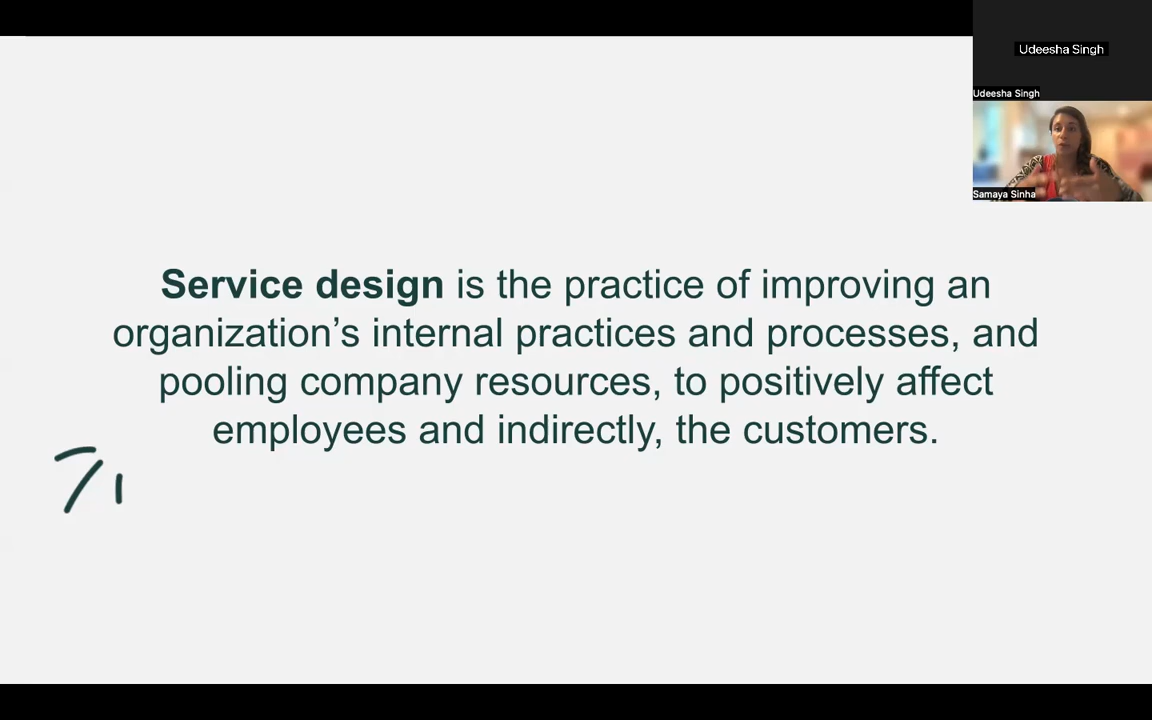 Udeesha Singh
Udeesha Singh
Samaya Sinha
Service design is the practice of improving an
organization’s internal practices and processes, and
pooling company resources, to positively affect
employees and indirectly, the customers.